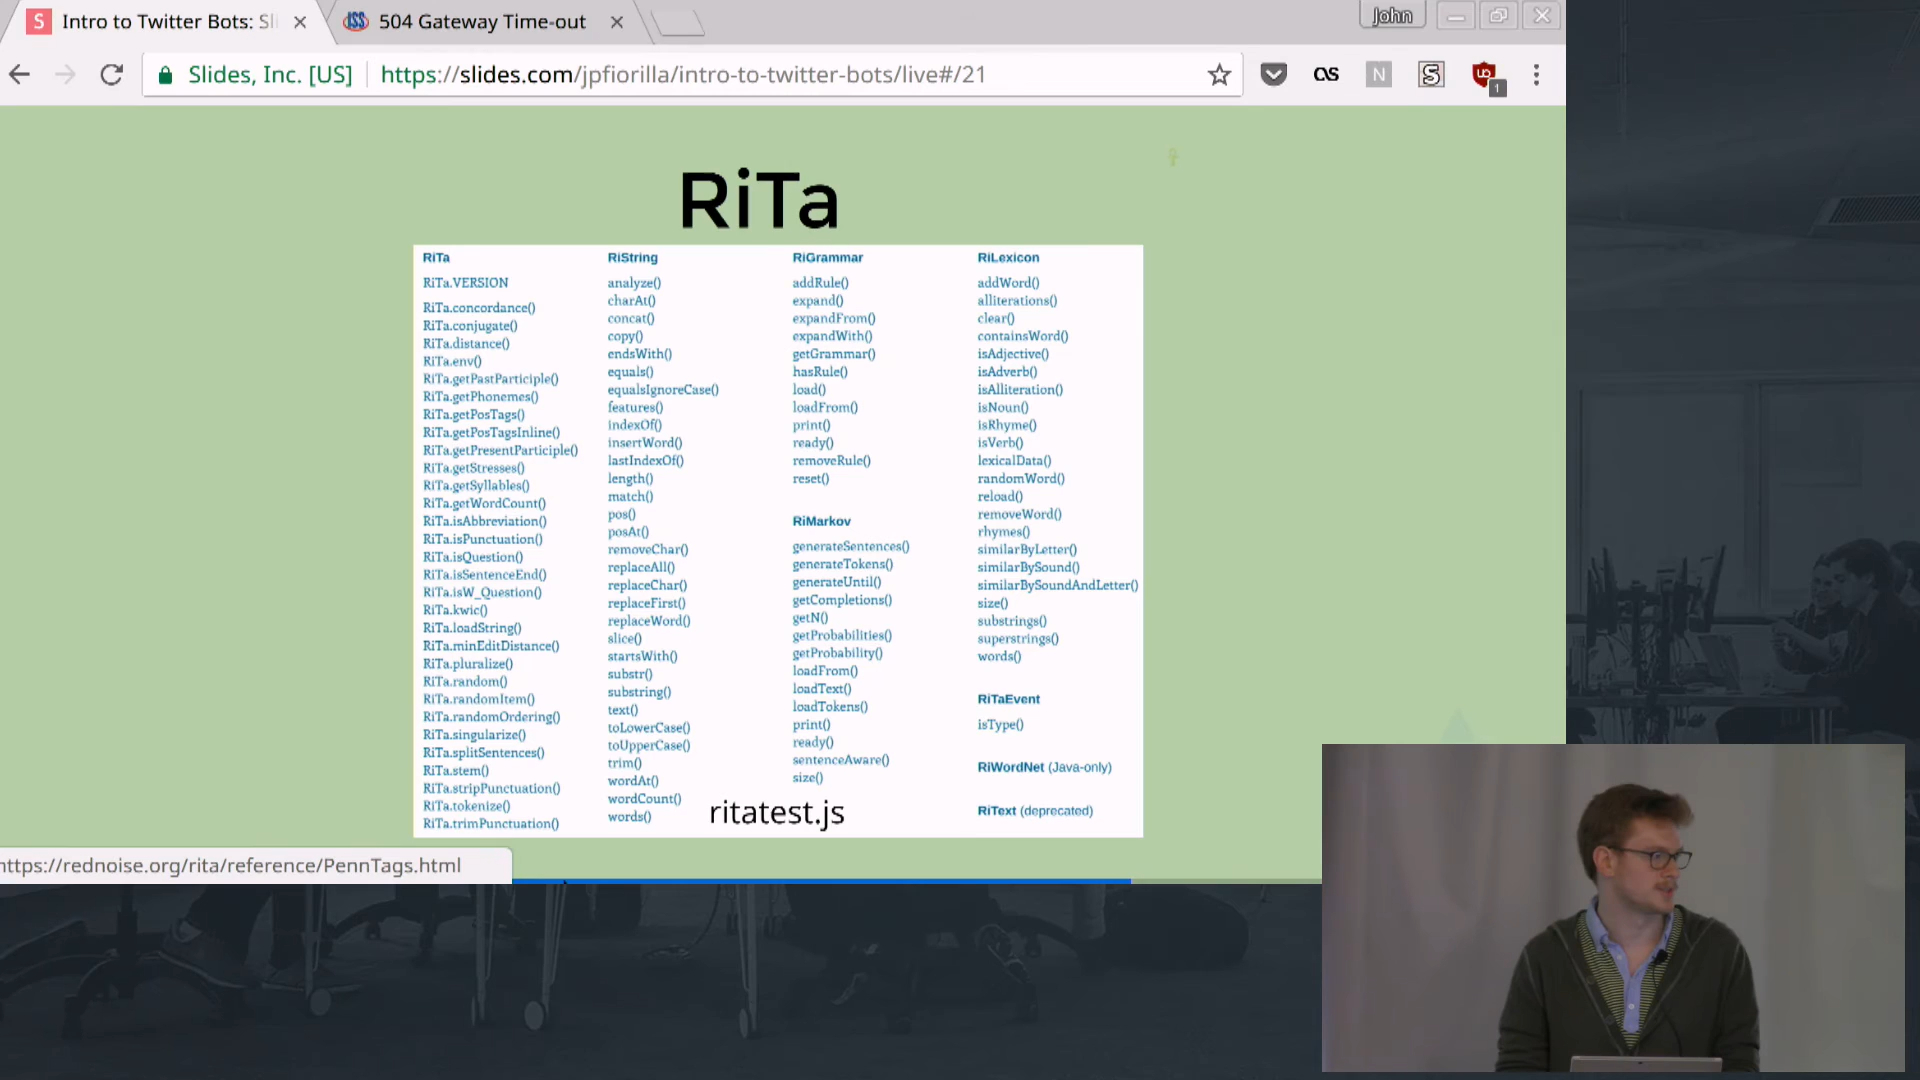 Intro to Twitter Bots: Sli
504 Gateway Time-out
John
Slides, Inc. [US]
https://slides.com/jpfiorilla/intro-to-twitter-bots/live#/21
1
RiTa
RiTa
RiTa.VERSION
RiTa.concordance()
RiTa.conjugate()
RiTa.distance()
RiTa.env()
RiTa.getPastParticiple()
RiTa.getPhonemes()
RiTa.getPosTags()
RiTa.getPosTagsInline()
RiTa.getPresentParticiple()
RiTa.getStresses()
RiTa.getSyllables()
RiTa.getWordCount()
RiTa.isAbbreviation()
RiTa.isPunctuation()
RiTa.isQuestion()
RiTa.isSentenceEnd()
RiTa.isW_Question()
RiTa.kwic()
RiTa.loadString()
RiTa.minEditDistance()
RiTa.pluralize()
RiTa.random()
RiTa.randomItem()
RiTa.randomOrdering()
RiTa.singularize()
RiTa.splitSentences()
RiTa.stem()
RiTa.stripPunctuation()
RiTa.tokenize()
RiTa.trimPunctuation()
RiString
analyze()
charAt()
concat()
copy()
endsWith()
equals()
equalsIgnoreCase()
features()
indexOf()
insertWord()
lastIndexOf()
length()
match()
pos()
posAt()
removeChar()
replaceAll()
replaceChar()
replaceFirst()
replaceWord()
slice()
startsWith()
substr()
substring()
text()
toLowerCase()
toUpperCase()
trim()
wordAt()
wordCount()
words()
RiGrammar
addRule()
expand()
expandFrom()
expandWith()
getGrammar()
hasRule()
load()
loadFrom()
print()
ready()
removeRule()
reset()
RiMarkov
generateSentences()
generateTokens()
generateUntil()
getCompletions()
getN()
getProbabilities()
getProbability()
loadFrom()
loadText()
loadTokens()
print()
ready()
sentenceAware()
size()
RiLexicon
addWord()
alliterations()
clear()
containsWord()
isAdjective()
isAdverb()
isAlliteration()
isNoun()
isRhyme()
isVerb()
lexicalData()
randomWord()
reload()
removeWord()
rhymes()
similarByLetter()
similarBySound()
similarBySoundAndLetter()
size()
substrings()
superstrings()
words()
RiTaEvent
isType()
RiWordNet (Java-only)
RiText (deprecated)
ritatest.js
https://rednoise.org/rita/reference/PennTags.html